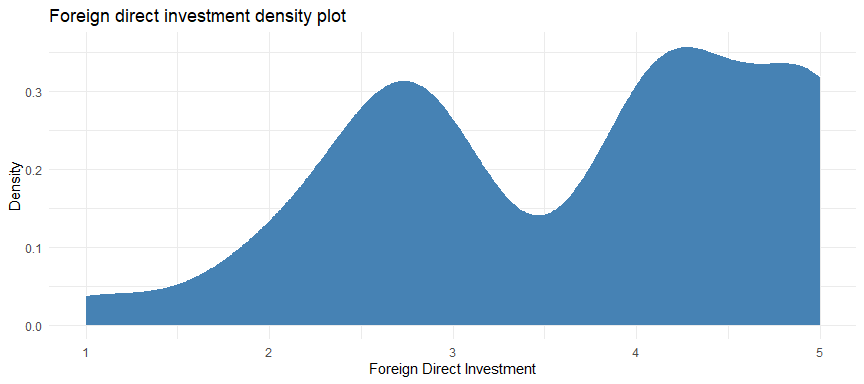 Foreign direct investment density plot
Density
0.3
0.2
0.1
0.0
1 2 3 4 5
Foreign Direct Investment